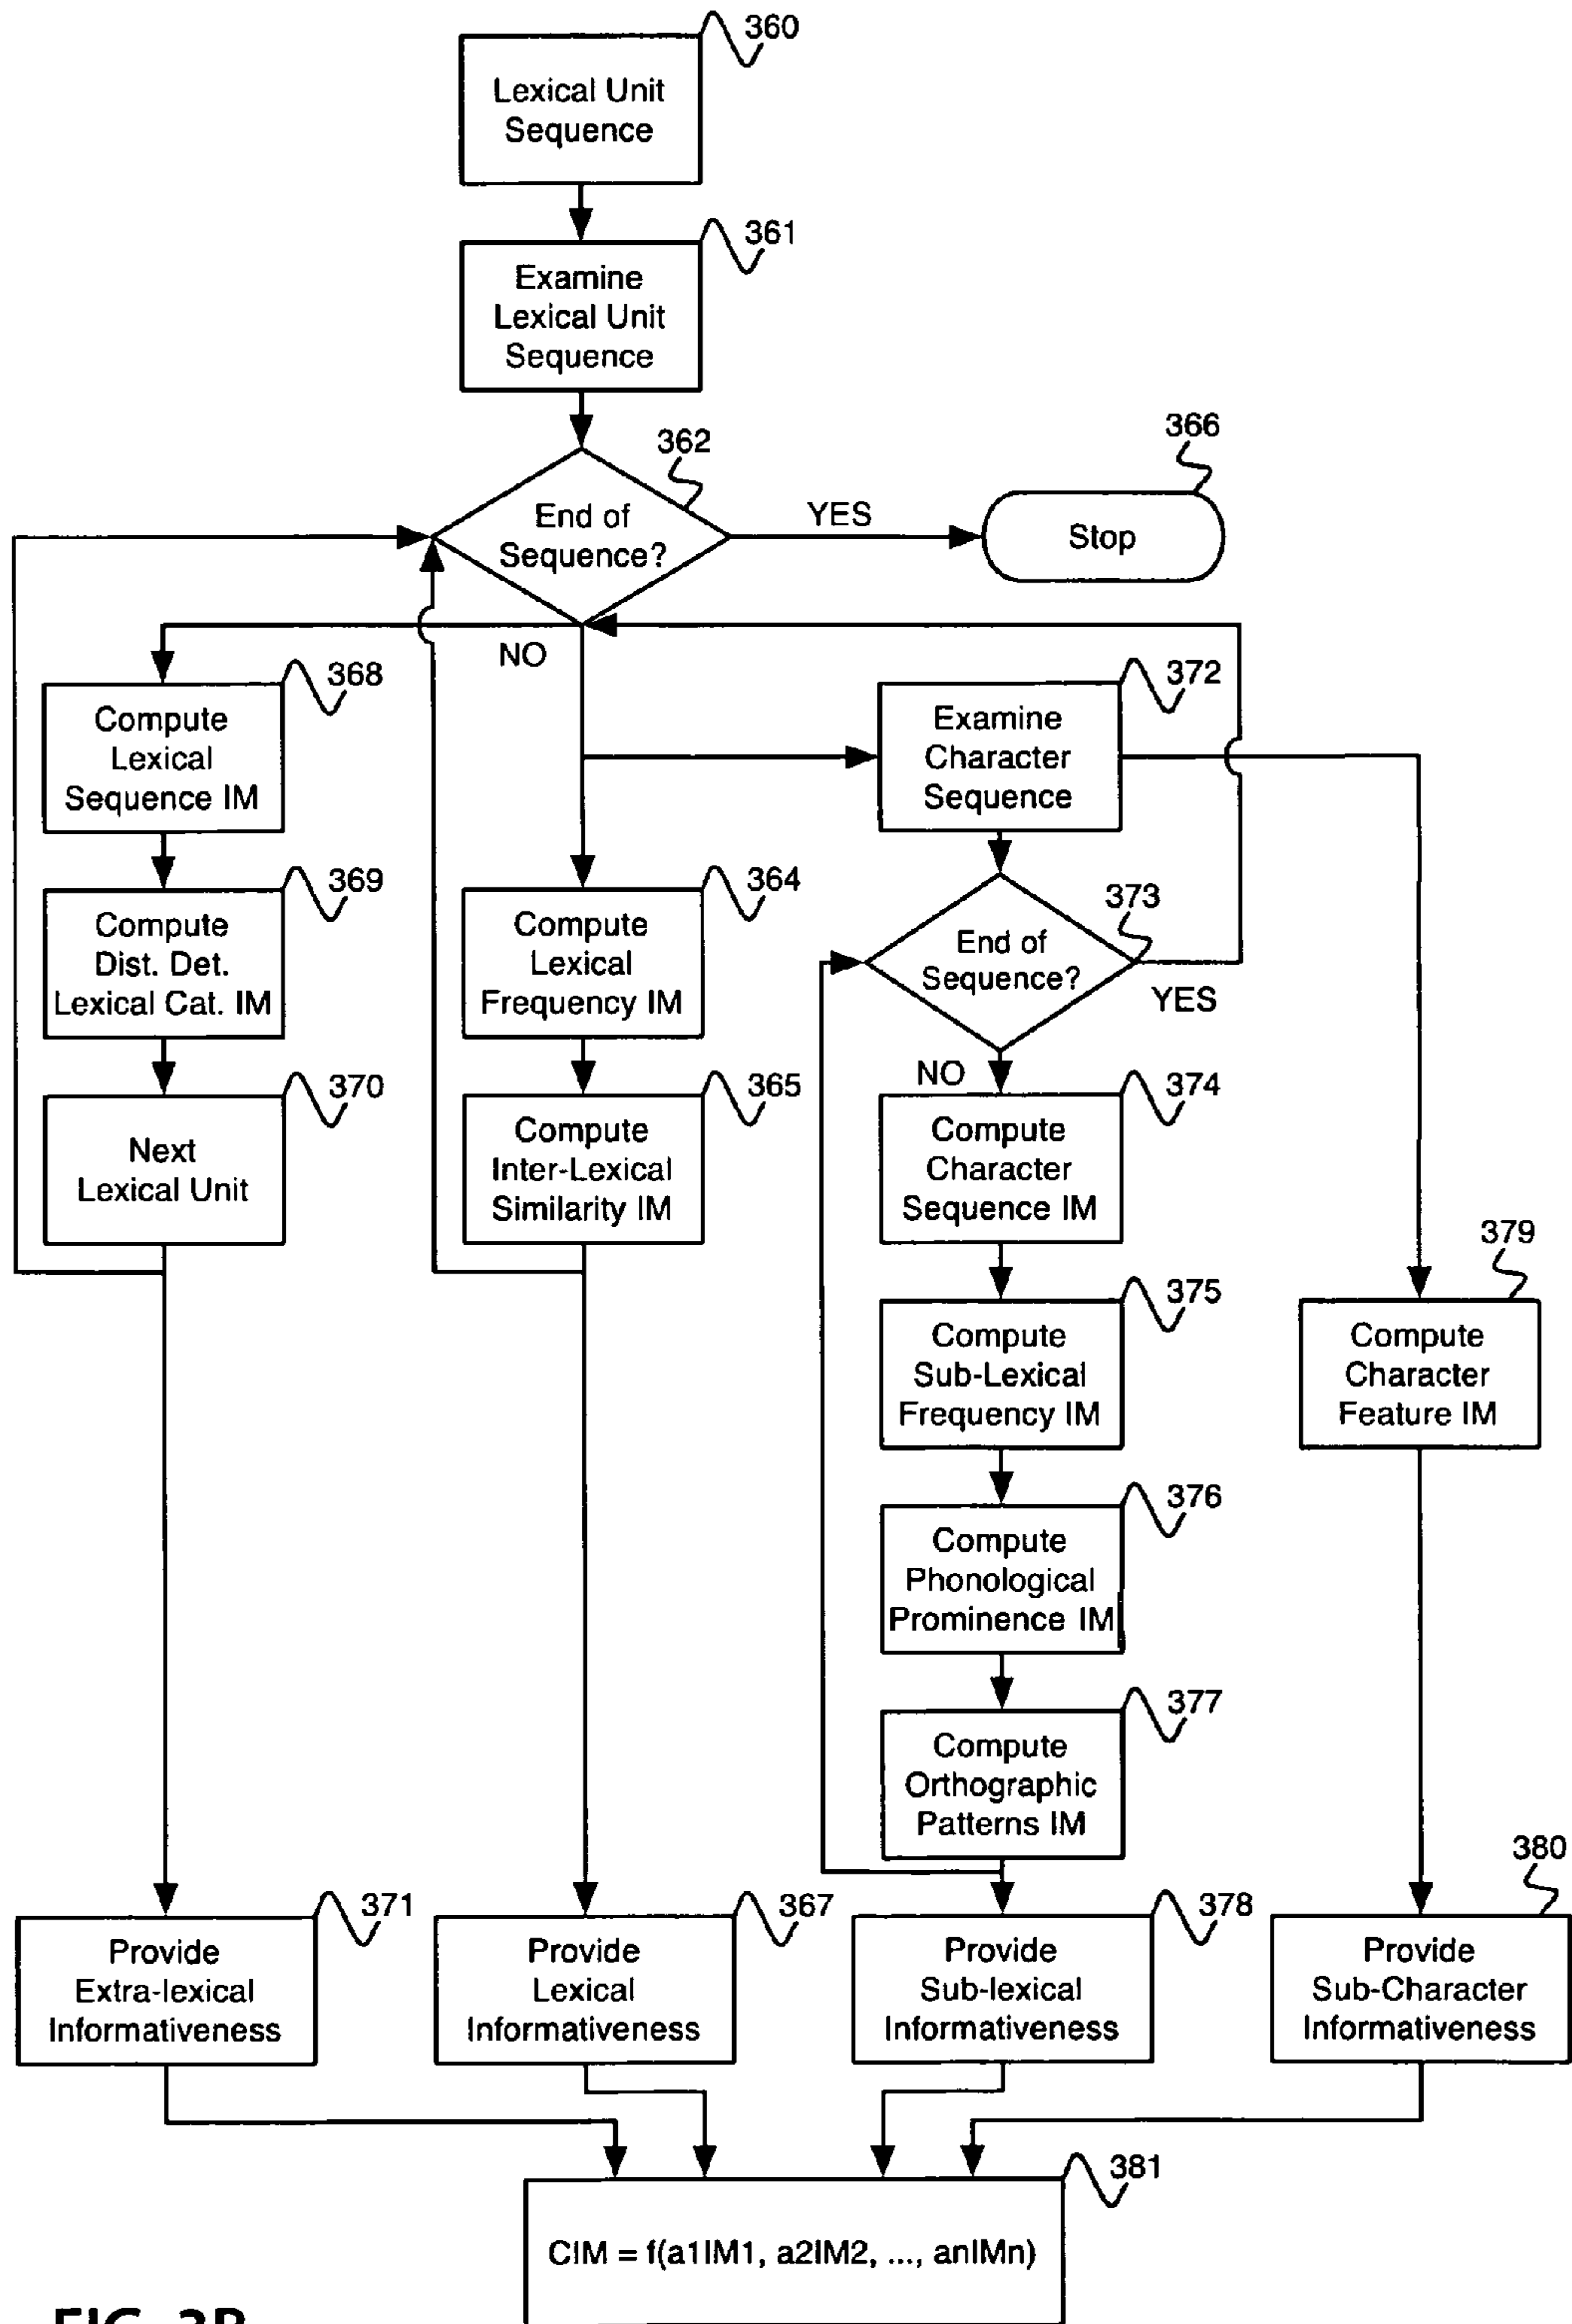 360
Lexical Unit
Sequence
361
Examine
Lexical Unit
Sequence
362
End of
Sequence?
YES
366
Stop
NO
368
Compute
Lexical
Sequence IM
372
Examine
Character
Sequence
369
Compute
Dist. Det.
Lexical Cat. IM
364
Compute
Lexical
Frequency IM
373
End of
Sequence?
YES
NO
370
Next
Lexical Unit
365
Compute
Inter-Lexical
Similarity IM
374
Compute
Character
Sequence IM
375
Compute
Sub-Lexical
Frequency IM
379
Compute
Character
Feature IM
376
Compute
Phonological
Prominence IM
377
Compute
Orthographic
Patterns IM
371
Provide
Extra-lexical
Informativeness
367
Provide
Lexical
Informativeness
378
Provide
Sub-lexical
Informativeness
380
Provide
Sub-Character
Informativeness
381
CIM = f(a1IM1, a2IM2, ..., anIMn)
FIG. 3B